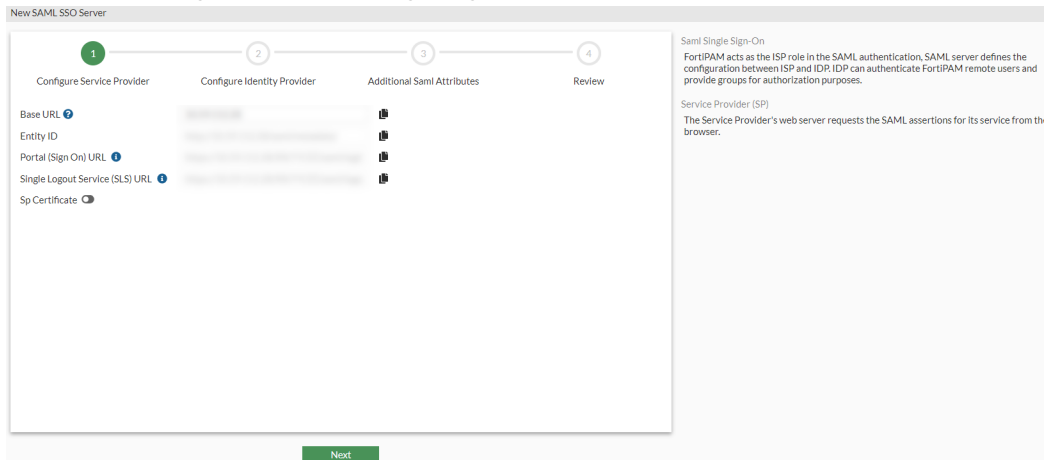 New SAML SSO Server
1
2
3
4
Configure Service Provider
Configure Identity Provider
Additional Saml Attributes
Review
Base URL
Entity ID
Portal (Sign On) URL
Single Logout Service (SLS) URL
Sp Certificate
Next
Saml Single Sign-On
FortiPAM acts as the ISP role in the SAML authentication, SAML server defines the
configuration between ISP and IDP. IDP can authenticate FortiPAM remote users and
provide groups for authorization purposes.
Service Provider (SP)
The Service Provider's web server requests the SAML assertions for its service from the
browser.